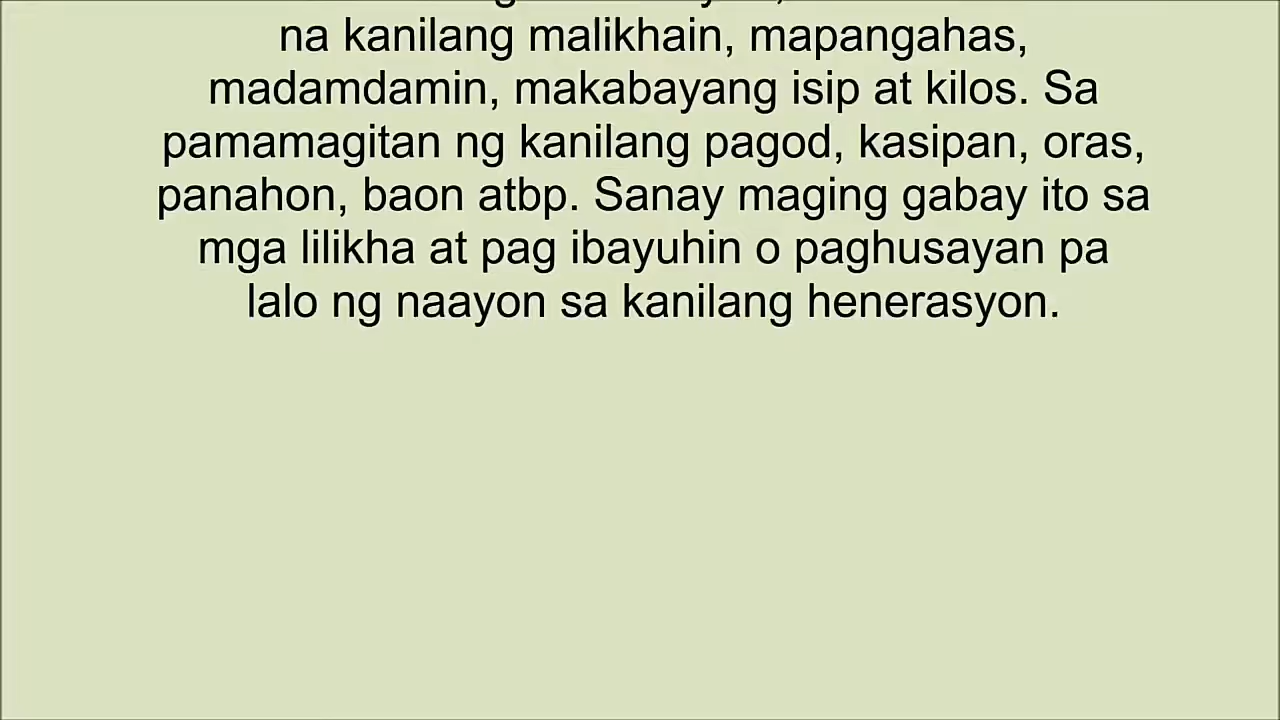 na kanilang malikhain, mapangahas,
madamdamin, makabayang isip at kilos. Sa
pamamagitan ng kanilang pagod, kasipan, oras,
panahon, baon atbp. Sanay maging gabay ito sa
mga lilikha at pag ibayuhin o paghusayan pa
lalo ng naayon sa kanilang henerasyon.